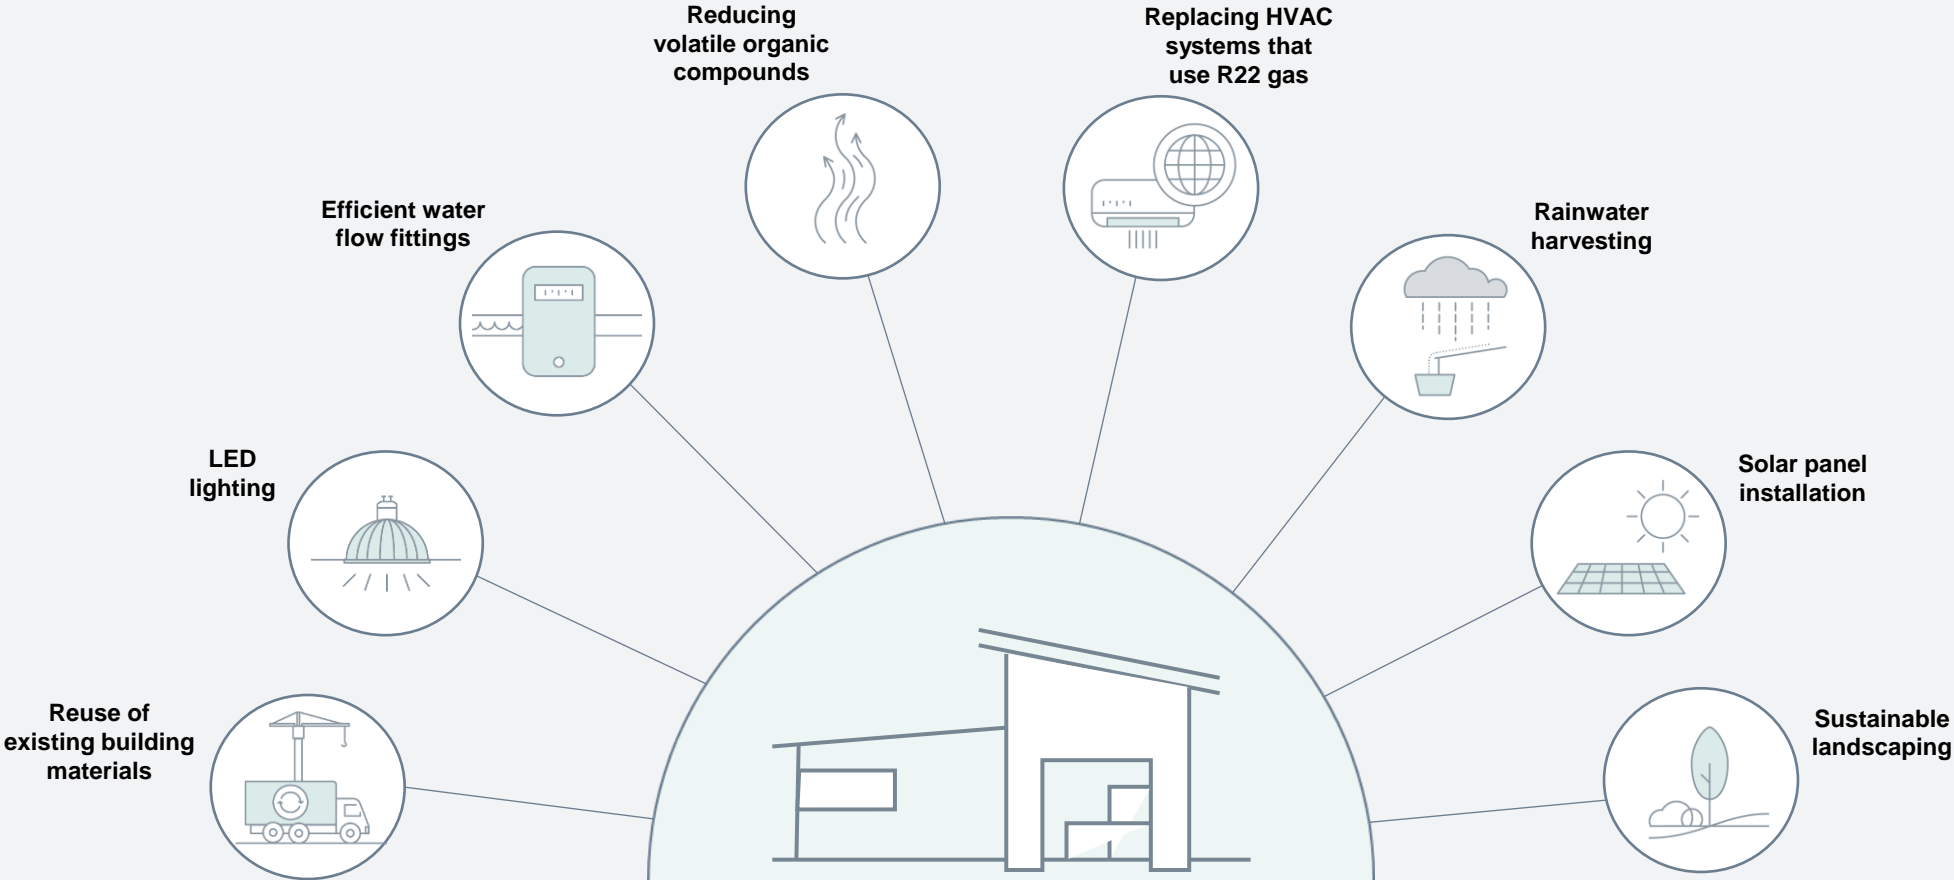 Reducing
volatile organic
compounds
Replacing HVAC
systems that
use R22 gas
Efficient water
flow fittings
Rainwater
harvesting
LED
lighting
Solar panel
installation
Reuse of
existing building
materials
Sustainable
landscaping